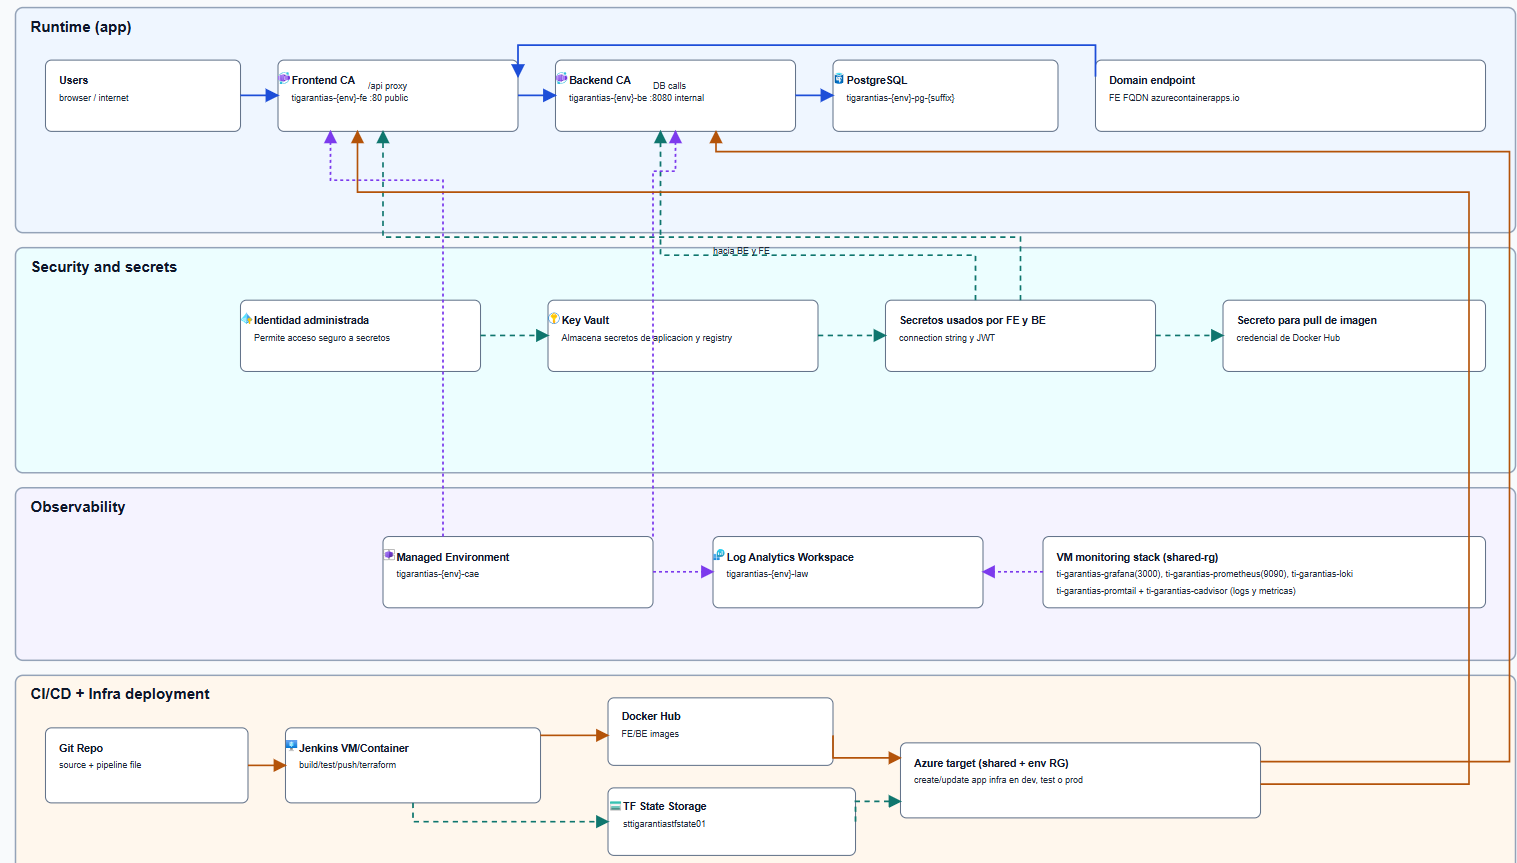 Runtime (app)
Users
browser / internet
Frontend CA
/api proxy
tigarantias-{env}-fe :80 public
Backend CA
DB calls
tigarantias-{env}-be :8080 internal
PostgreSQL
tigarantias-{env}-pg-{suffix}
Domain endpoint
FE FQDN azurecontainerapps.io
hacia BE y FE
Security and secrets
Identidad administrada
Permite acceso seguro a secretos
Key Vault
Almacena secretos de aplicacion y registry
Secretos usados por FE y BE
connection string y JWT
Secreto para pull de imagen
credencial de Docker Hub
Observability
Managed Environment
tigarantias-{env}-cae
Log Analytics Workspace
tigarantias-{env}-law
VM monitoring stack (shared-rg)
ti-garantias-grafana(3000), ti-garantias-prometheus(9090), ti-garantias-loki
ti-garantias-promtail + ti-garantias-cadvisor (logs y metricas)
CI/CD + Infra deployment
Git Repo
source + pipeline file
Jenkins VM/Container
build/test/push/terraform
Docker Hub
FE/BE images
TF State Storage
sttigarantiastfstate01
Azure target (shared + env RG)
create/update app infra en dev, test o prod